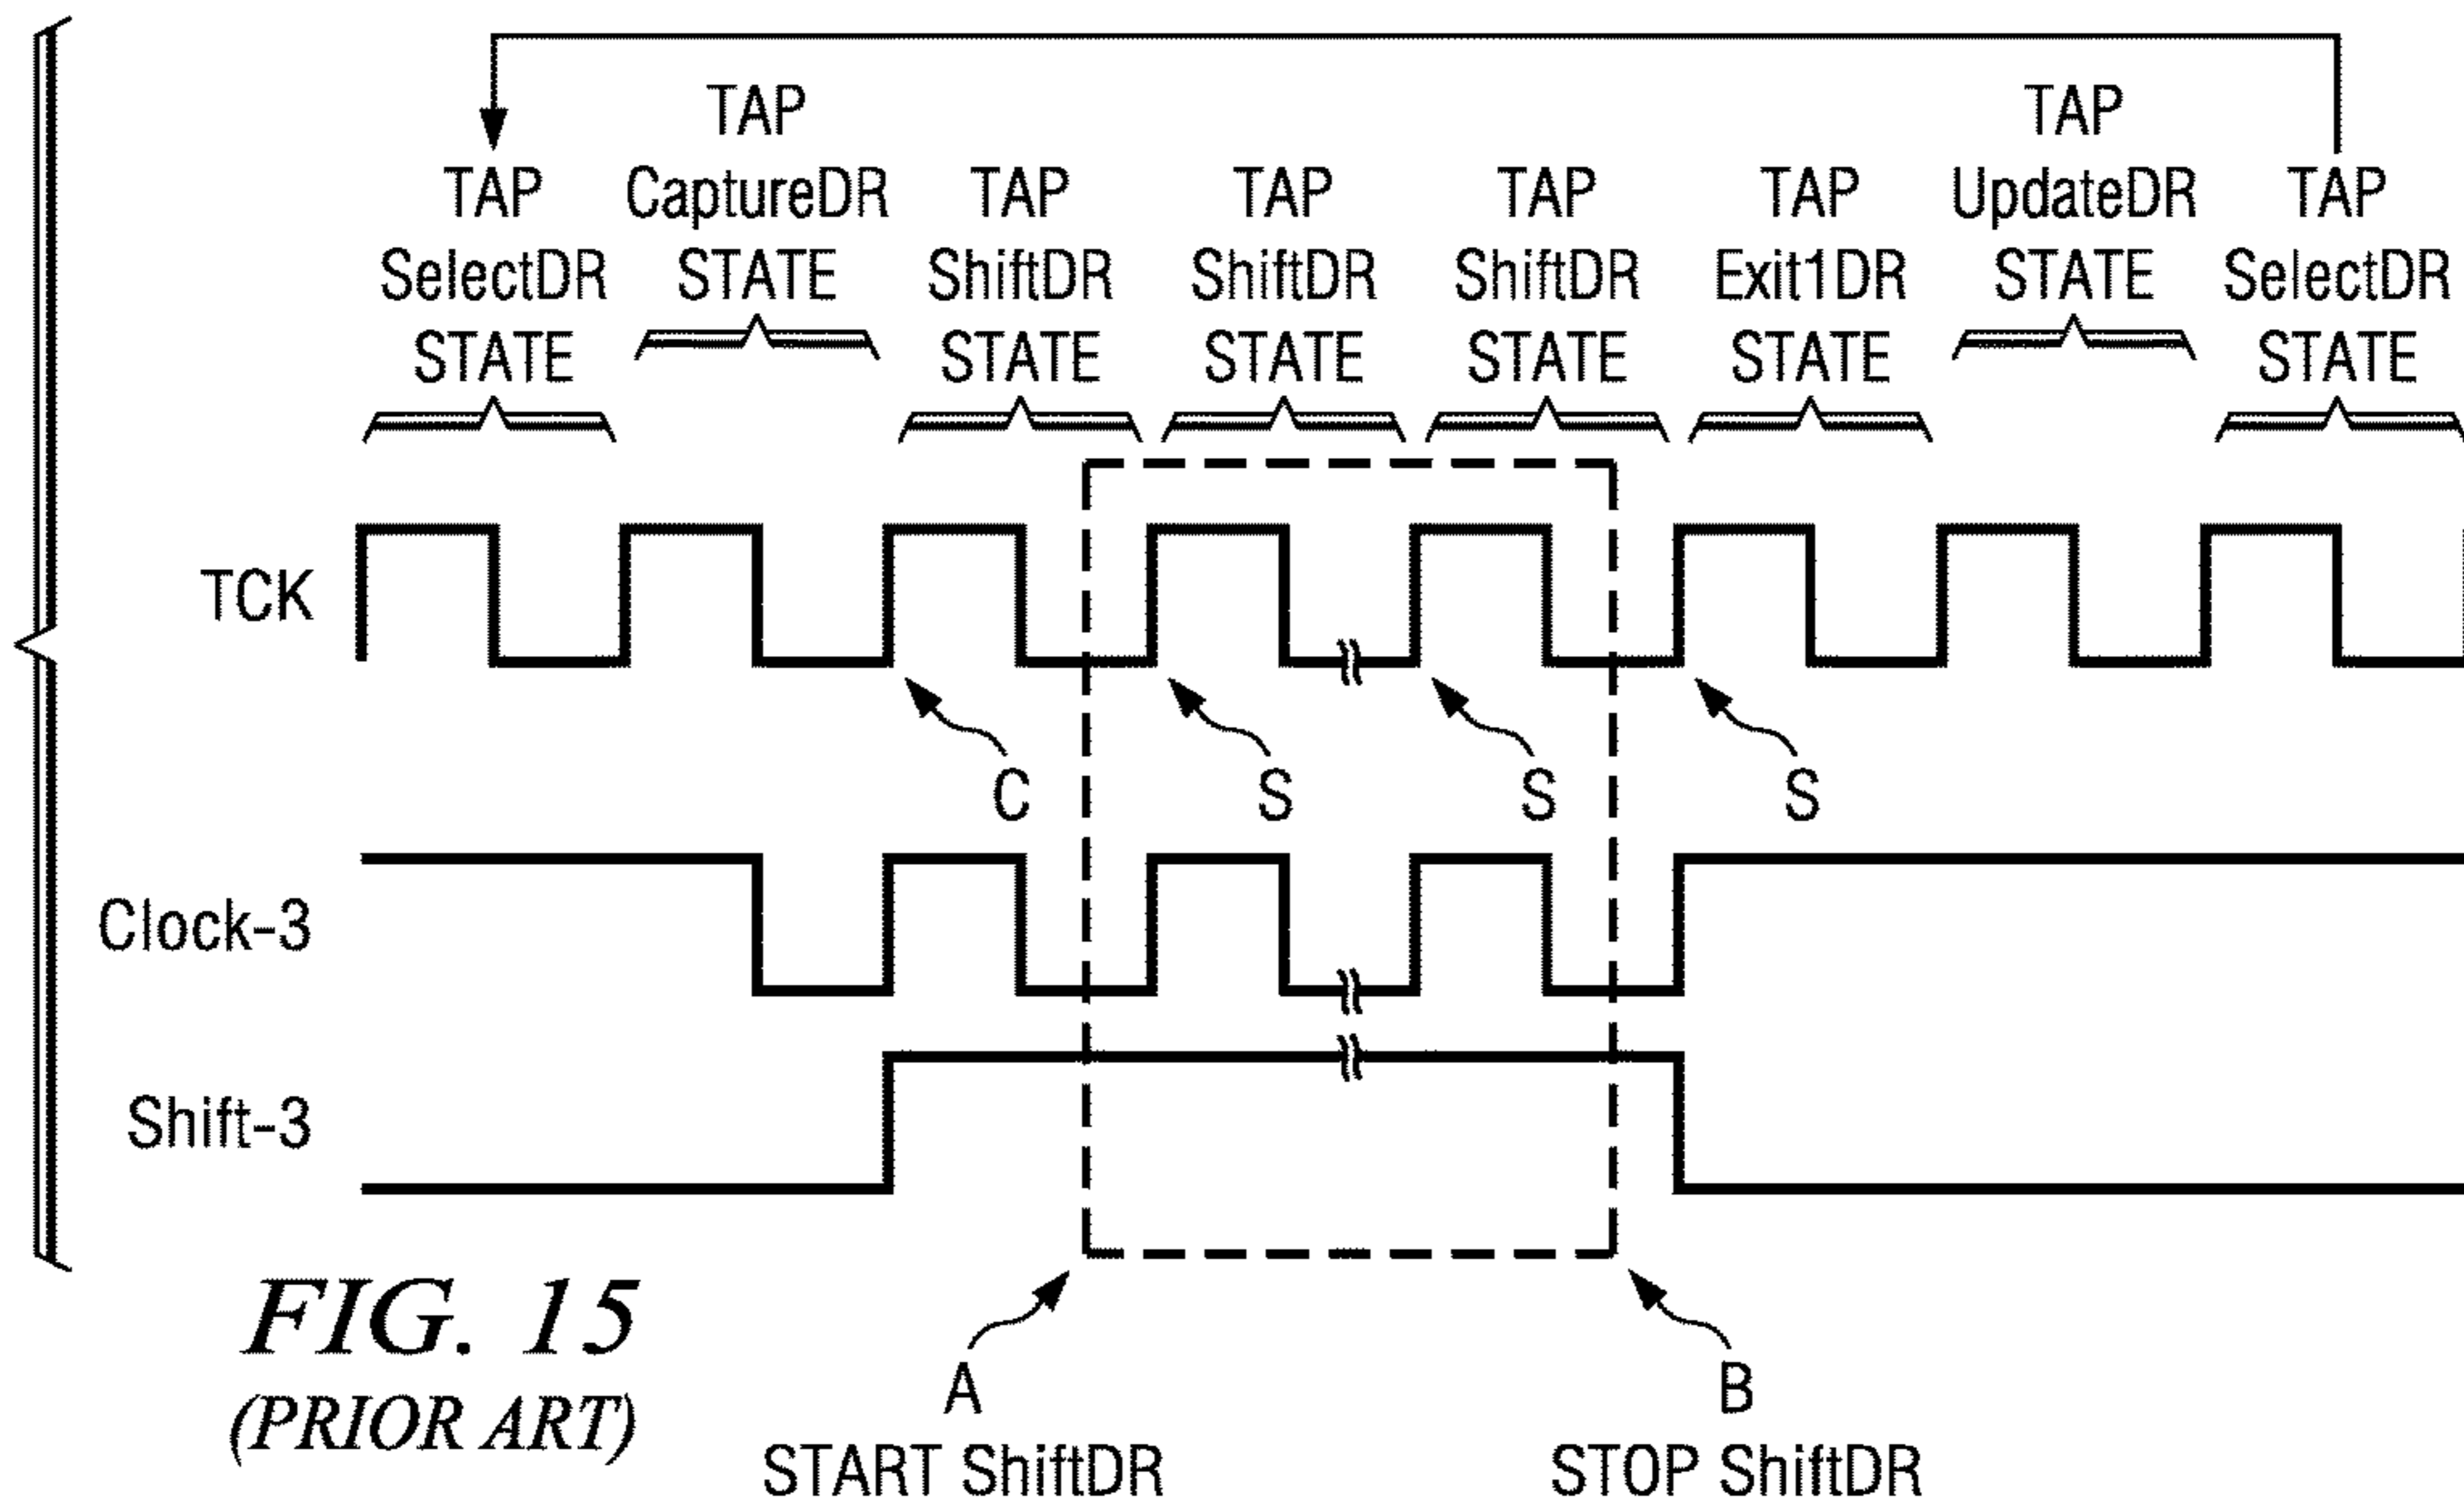 TAP
SelectDR
STATE
TAP
CaptureDR
STATE
TAP
ShiftDR
STATE
TAP
ShiftDR
STATE
TAP
ShiftDR
STATE
TAP
Exit1DR
STATE
TAP
UpdateDR
STATE
TAP
SelectDR
STATE
TCK
C
S
S
S
Clock-3
Shift-3
A
START ShiftDR
B
STOP ShiftDR
FIG. 15
(PRIOR ART)